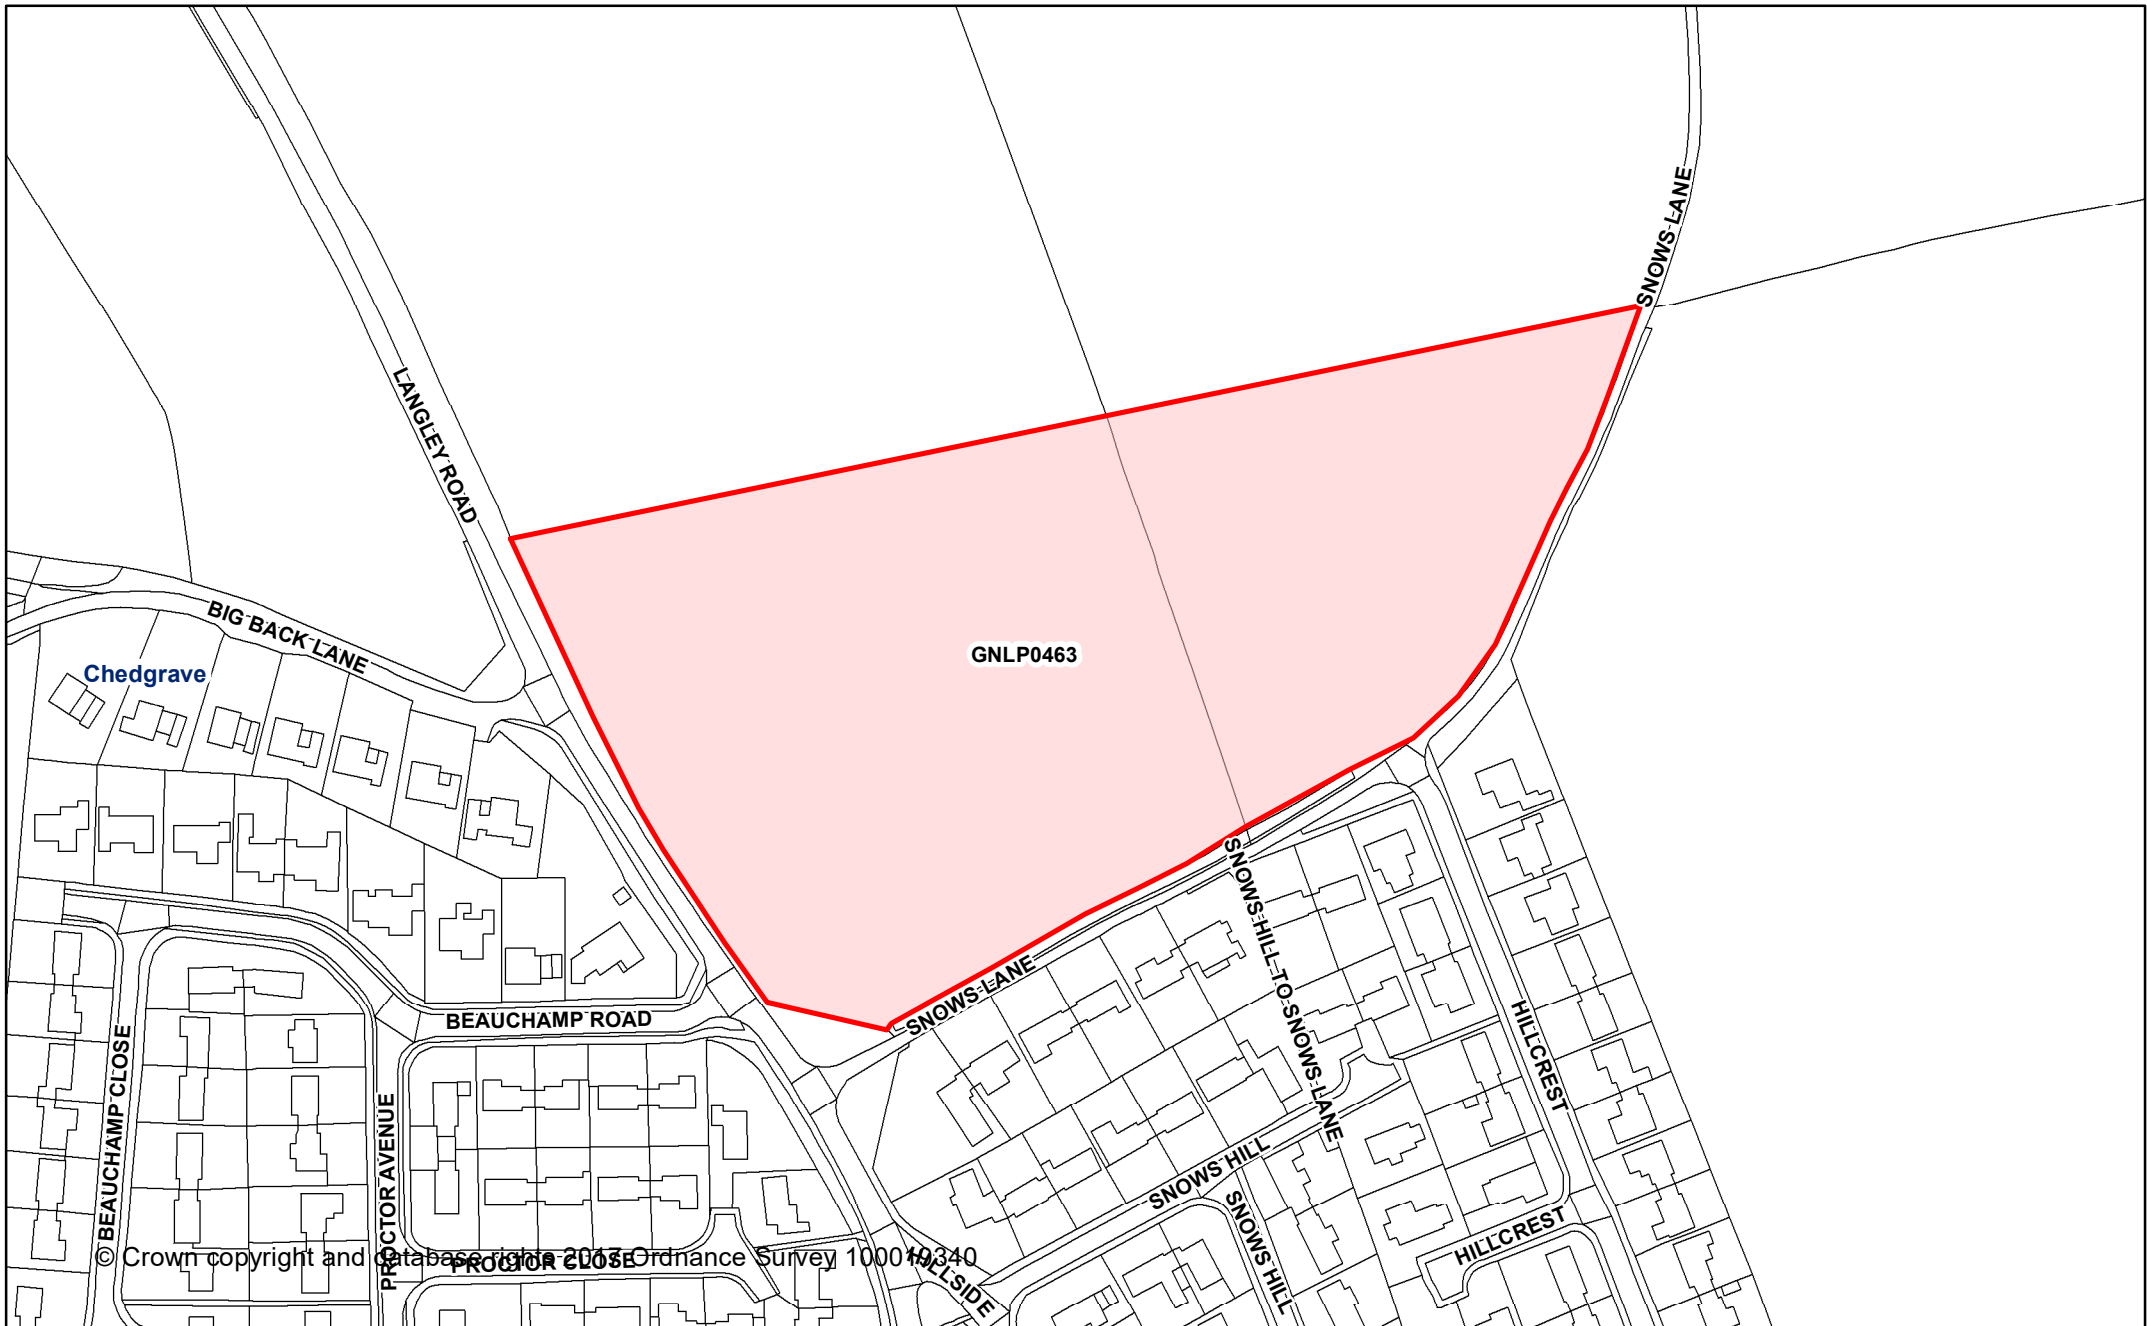 SNOWS LANE
LANGLEY ROAD
BIG BACK LANE
Chedgrave
GNLP0463
SNOWS HILL TO SNOWS LANE
SNOWS LANE
BEAUCHAMP ROAD
HILLCREST
BEAUCHAMP CLOSE
PROCTOR AVENUE
SNOWS HILL
SNOWS HILL
HILLCREST
© Crown copyright and database rights 2017 Ordnance Survey 100019340
PROCTOR CLOSE
HILLSIDE